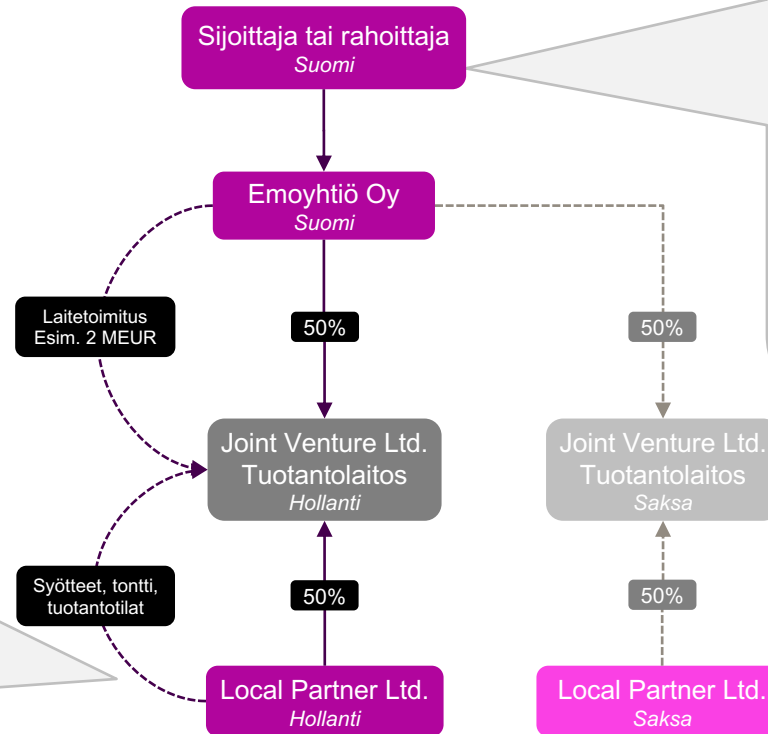 Sijoittaja tai rahoittaja
Suomi
Emoyhtiö Oy
Suomi
Laitetoimitus
Esim. 2 MEUR
50%
50%
Joint Venture Ltd.
Tuotantolaitos
Hollanti
Joint Venture Ltd.
Tuotantolaitos
Saksa
Syötteet, tontti,
tuotantotilat
50%
50%
Local Partner Ltd.
Hollanti
Local Partner Ltd.
Saksa